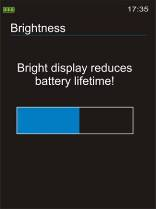 17:35
Brightness
Bright display reduces
battery lifetime!